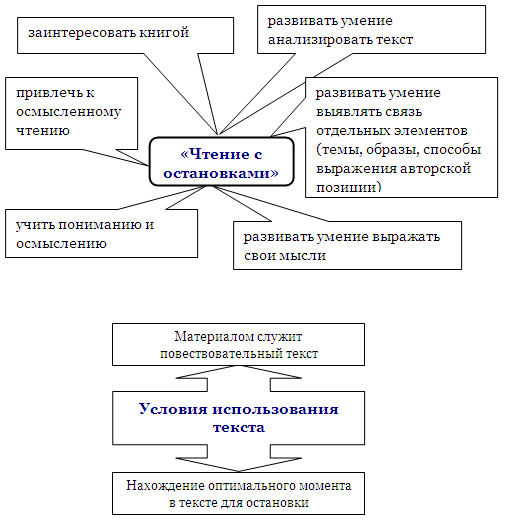 заинтересовать книгой
развивать умение
анализировать текст
привлечь к
осмысленному
чтению
развивать умение
выявлять связь
отдельных элементов
(темы, образы, способы
выражения авторской
позиции)
«Чтение с
остановками»
учить пониманию и
осмыслению
развивать умение выражать
свои мысли
Материалом служит
повествовательный текст
Условия использования
текста
Нахождение оптимального момента
в тексте для остановки